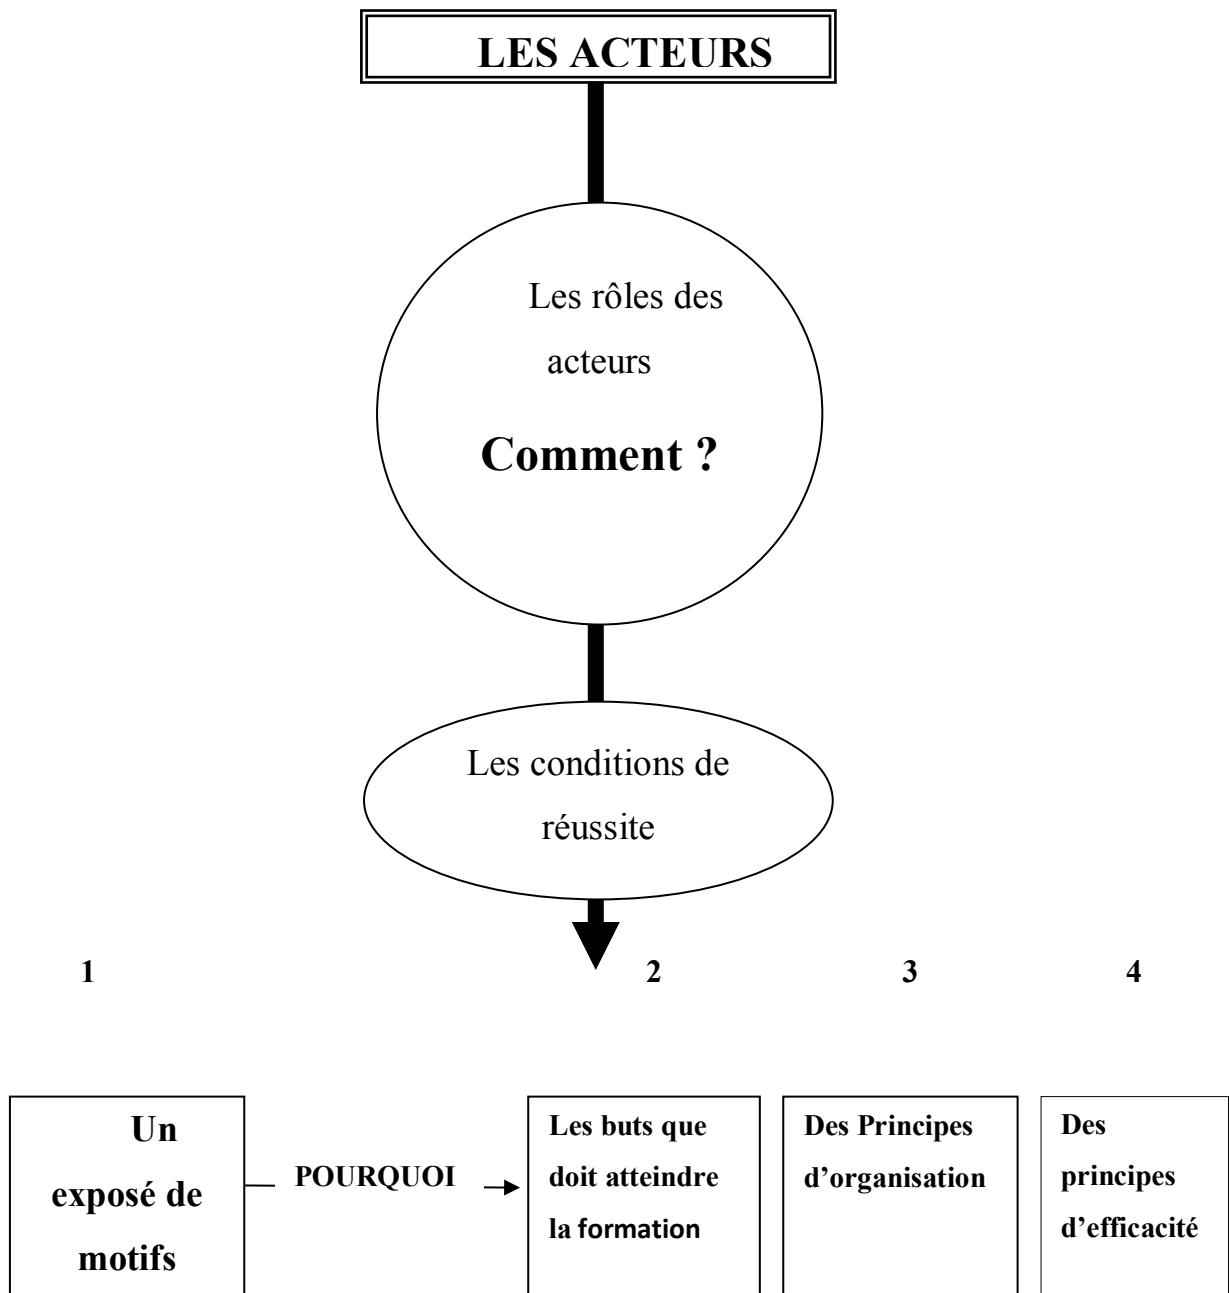 LES ACTEURS
Les rôles des
acteurs
Comment ?
Les conditions de
réussite
1
2
3
4
Un
exposé de
motifs
POURQUOI
Les buts que
doit atteindre
la formation
Des Principes
d’organisation
Des
principes
d’efficacité